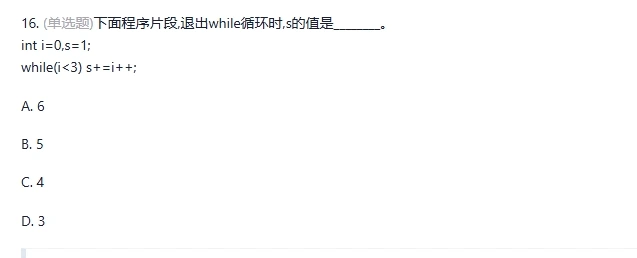 16. (单选题)下面程序片段,退出while循环时,s的值是________。
int i=0,s=1;
while(i<3) s+=i++;
A. 6
B. 5
C. 4
D. 3